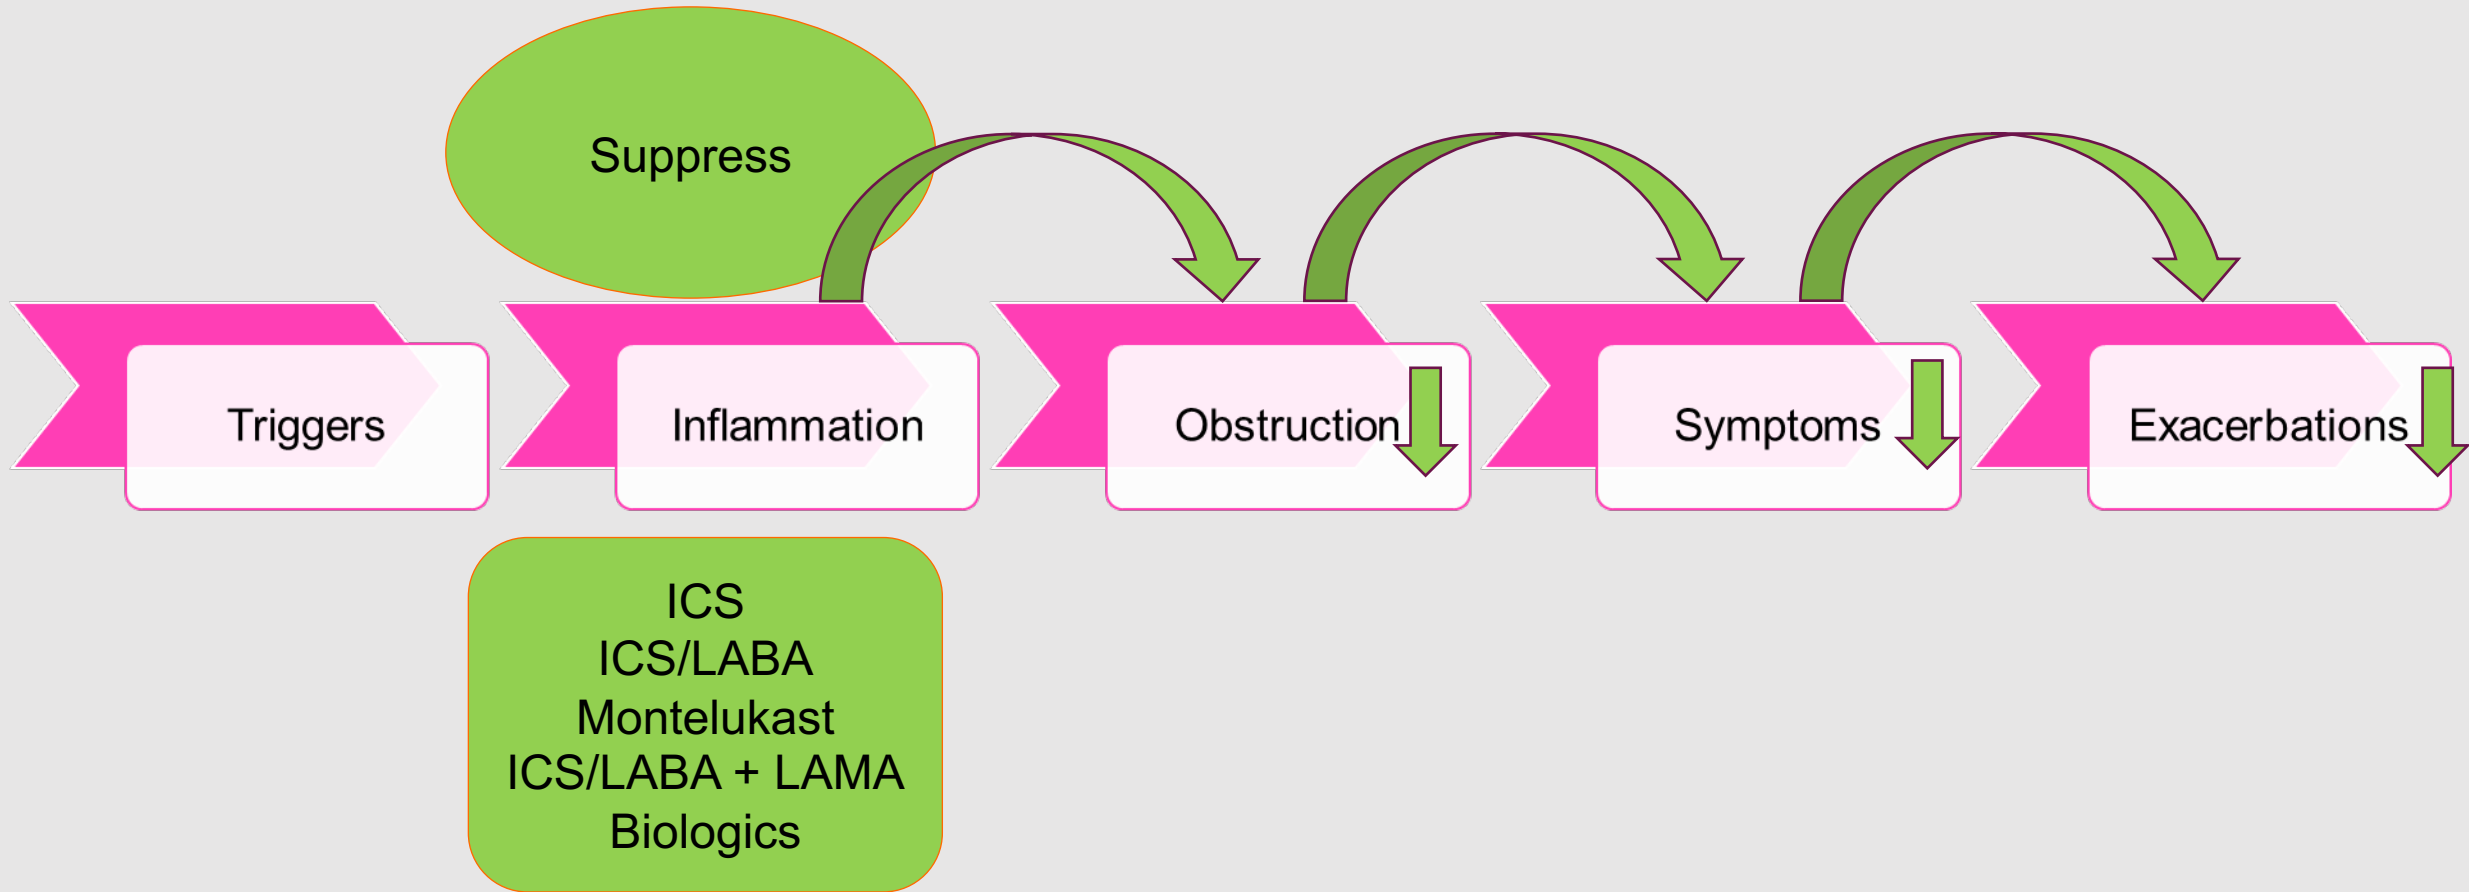 Suppress
Triggers
Inflammation
Obstruction
Symptoms
Exacerbations
ICS
ICS/LABA
Montelukast
ICS/LABA + LAMA
Biologics